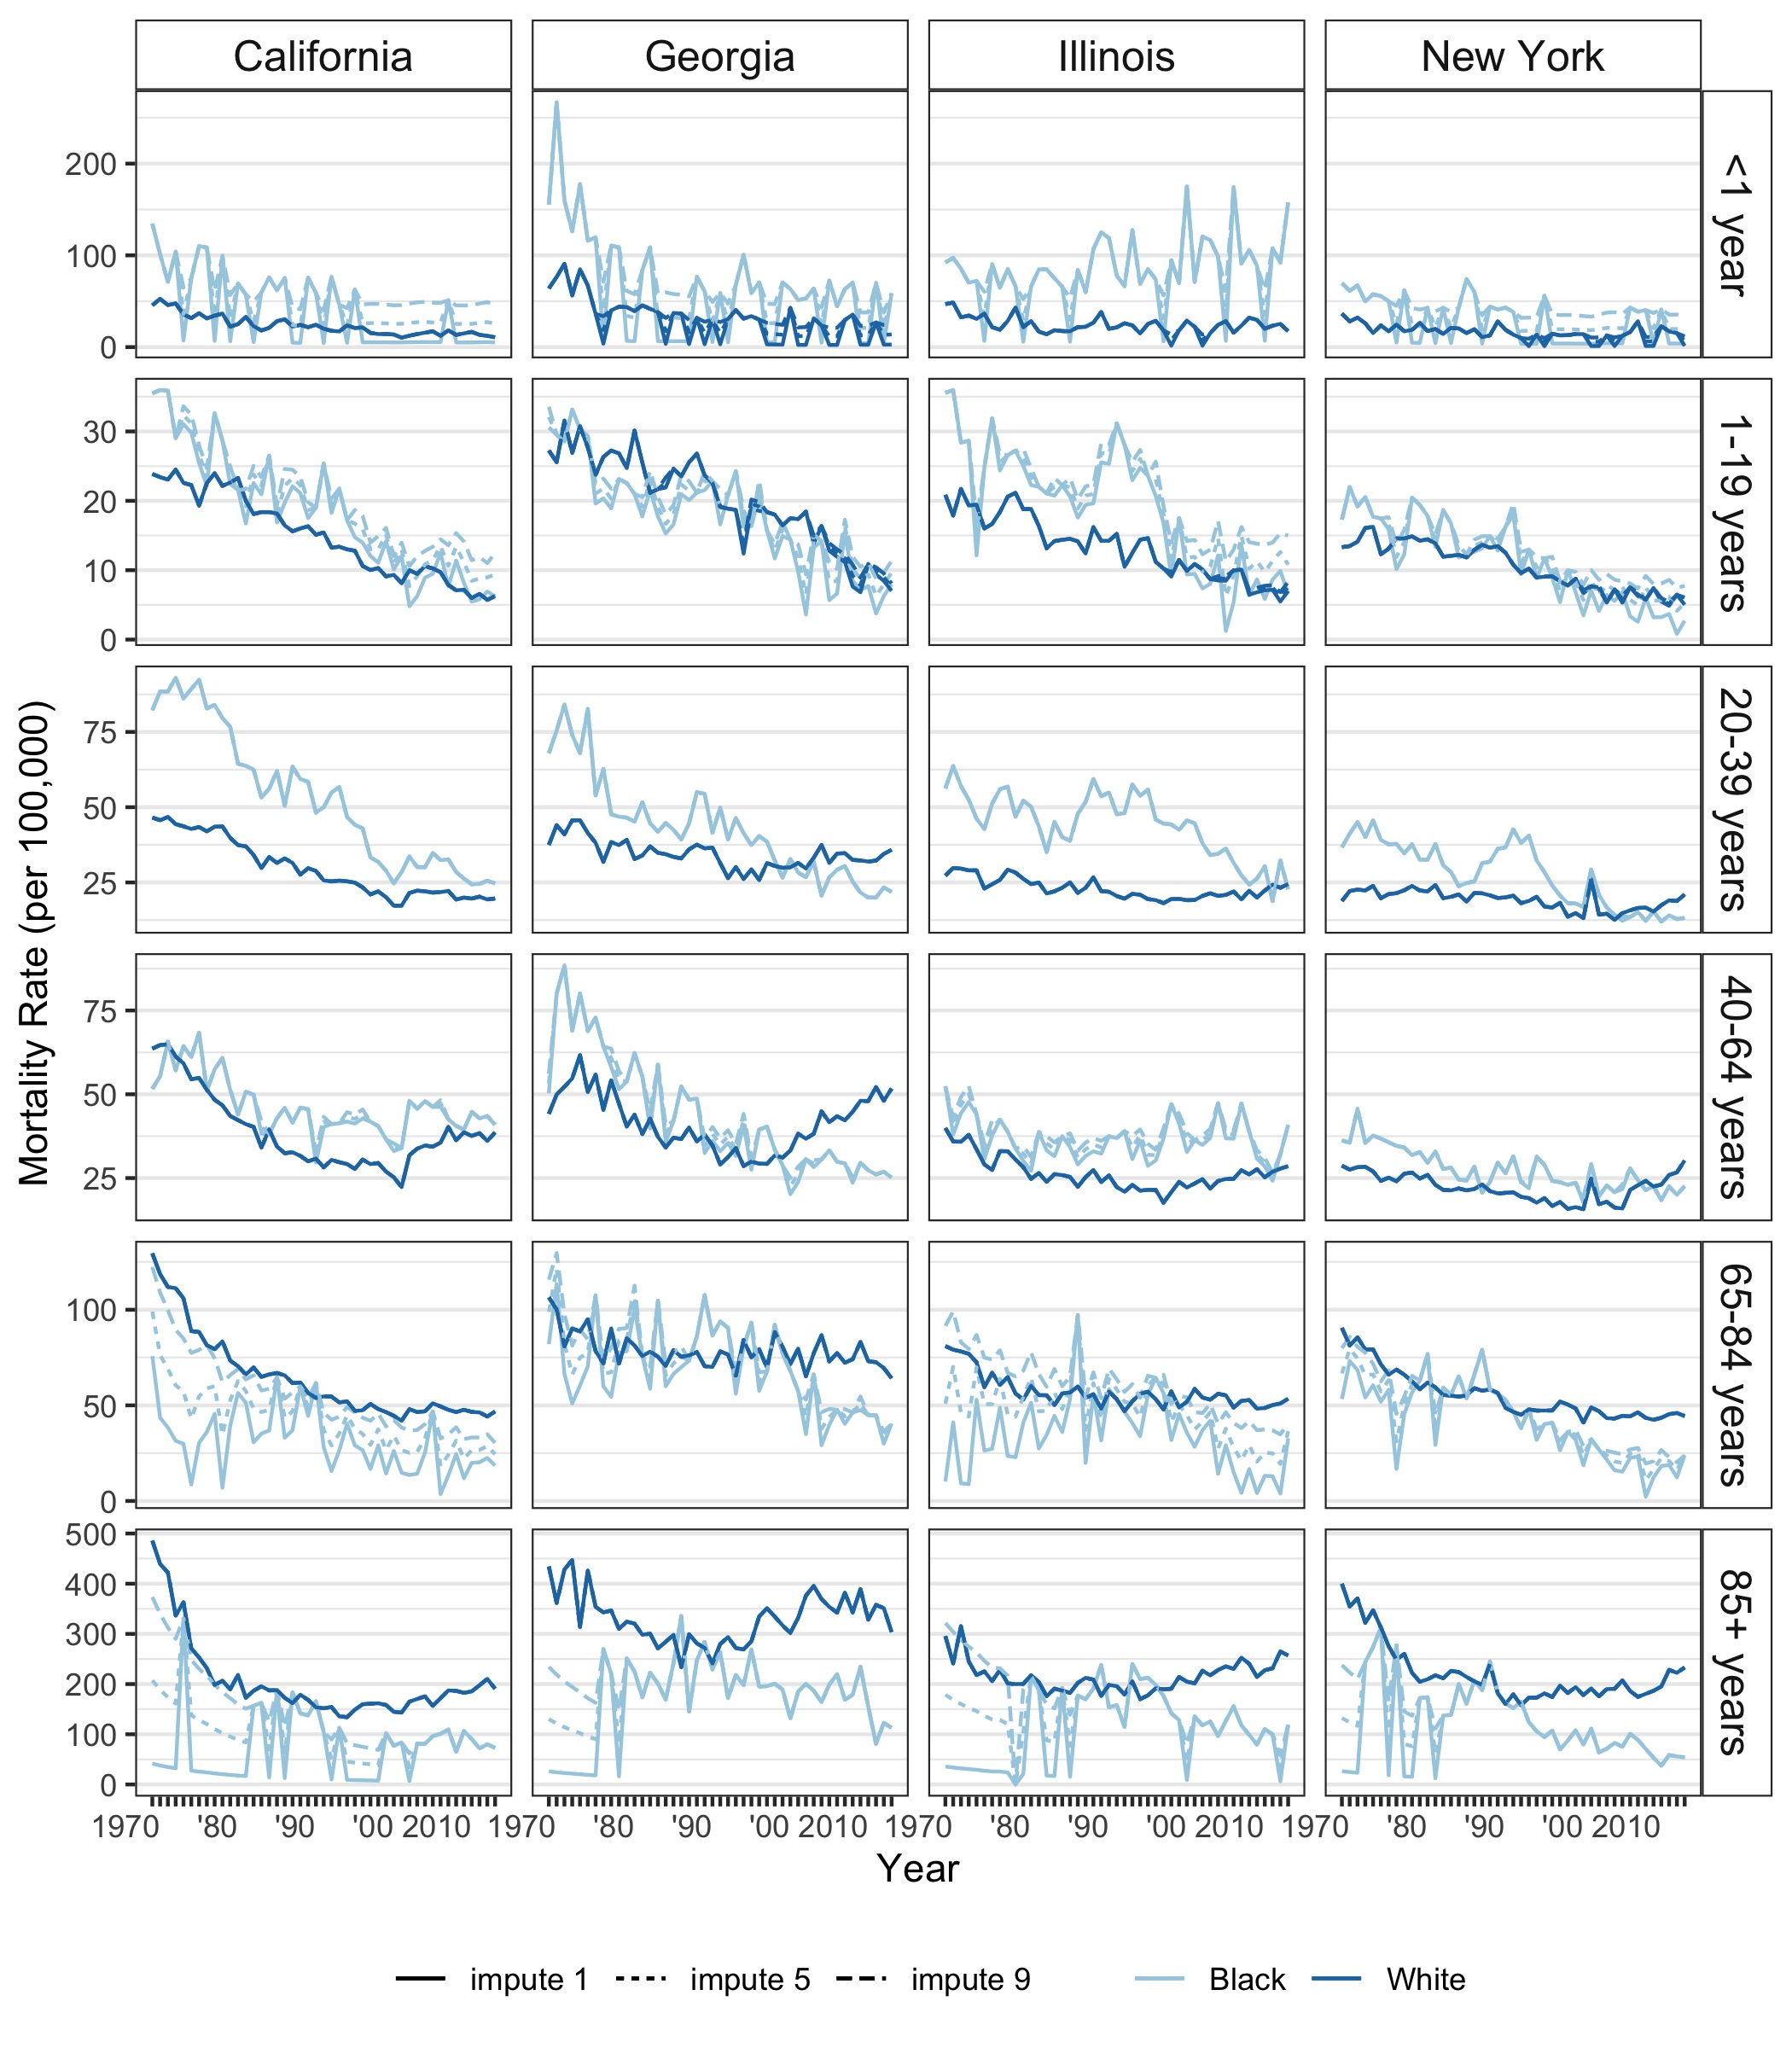 California Georgia Illinois New York
200
100
0
<1 year
30
20
10
0
1-19 years
75
50
25
20-39 years
75
50
25
40-64 years
100
50
0
65-84 years
500
400
300
200
100
0
85+ years
Mortality Rate (per 100,000)
1970 '80 '90 '00 2010 1970 '80 '90 '00 2010 1970 '80 '90 '00 2010 1970 '80 '90 '00 2010
Year
impute 1 impute 5 impute 9 Black White